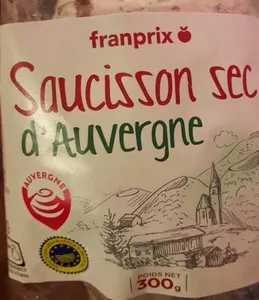 franprix
Saucisson sec
d'Auvergne
AUVERGNE
POIDS NET
300g